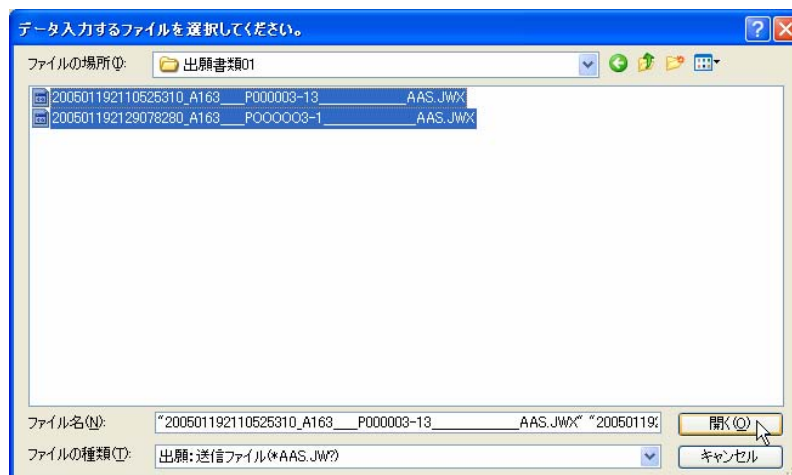 データ入力するファイルを選択してください。
ファイルの場所(I):
出願書類01
200501192110525310_A163___P000003-13______________AAS.JWX
200501192129078280_A163___POOOOO3-1_______________AAS.JWX
ファイル名(N):
"200501192110525310_A163___P000003-13______________AAS.JWX" "20050119
開く(O)
ファイルの種類(T):
出願:送信ファイル(*AAS.JW?)
キャンセル